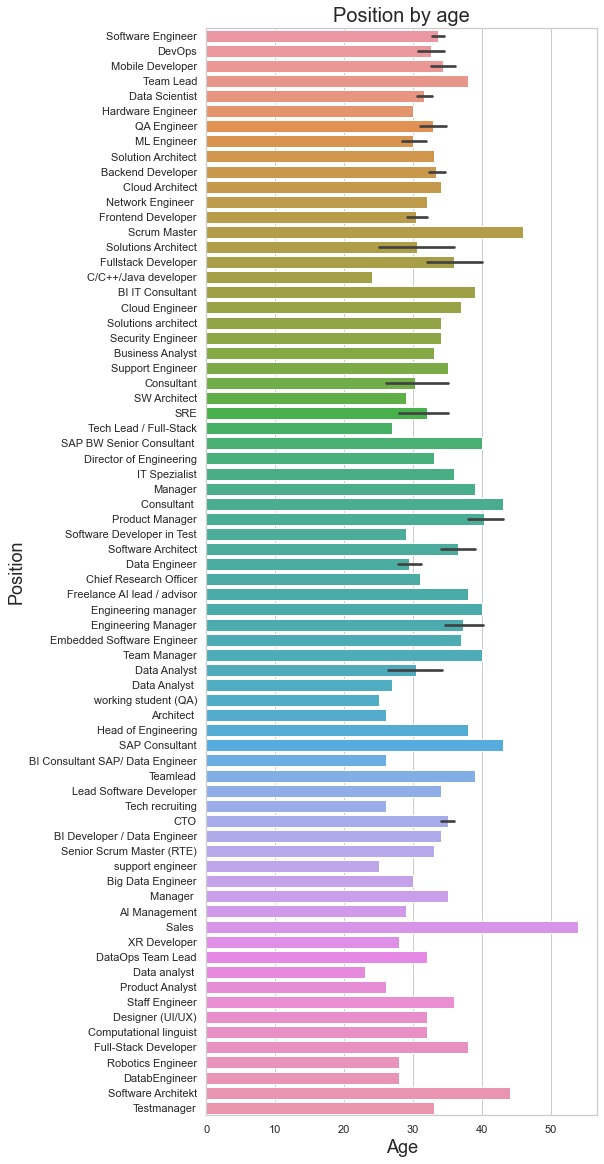 Position by age
Software Engineer
DevOps
Mobile Developer
Team Lead
Data Scientist
Hardware Engineer
QA Engineer
ML Engineer
Solution Architect
Backend Developer
Cloud Architect
Network Engineer
Frontend Developer
Scrum Master
Solutions Architect
Fullstack Developer
C/C++/Java developer
BI IT Consultant
Cloud Engineer
Solutions architect
Security Engineer
Business Analyst
Support Engineer
Consultant
SW Architect
SRE
Tech Lead / Full-Stack
SAP BW Senior Consultant
Director of Engineering
IT Spezialist
Manager
Consultant
Product Manager
Software Developer in Test
Software Architect
Data Engineer
Chief Research Officer
Freelance AI lead / advisor
Engineering manager
Engineering Manager
Embedded Software Engineer
Team Manager
Data Analyst
Data Analyst
working student (QA)
Architect
Head of Engineering
SAP Consultant
BI Consultant SAP/ Data Engineer
Teamlead
Lead Software Developer
Tech recruiting
CTO
BI Developer / Data Engineer
Senior Scrum Master (RTE)
support engineer
Big Data Engineer
Manager
AI Management
Sales
XR Developer
DataOps Team Lead
Data analyst
Product Analyst
Staff Engineer
Designer (UI/UX)
Computational linguist
Full-Stack Developer
Robotics Engineer
DatabEngineer
Software Architekt
Testmanager
Position
0 10 20 30 40 50
Age